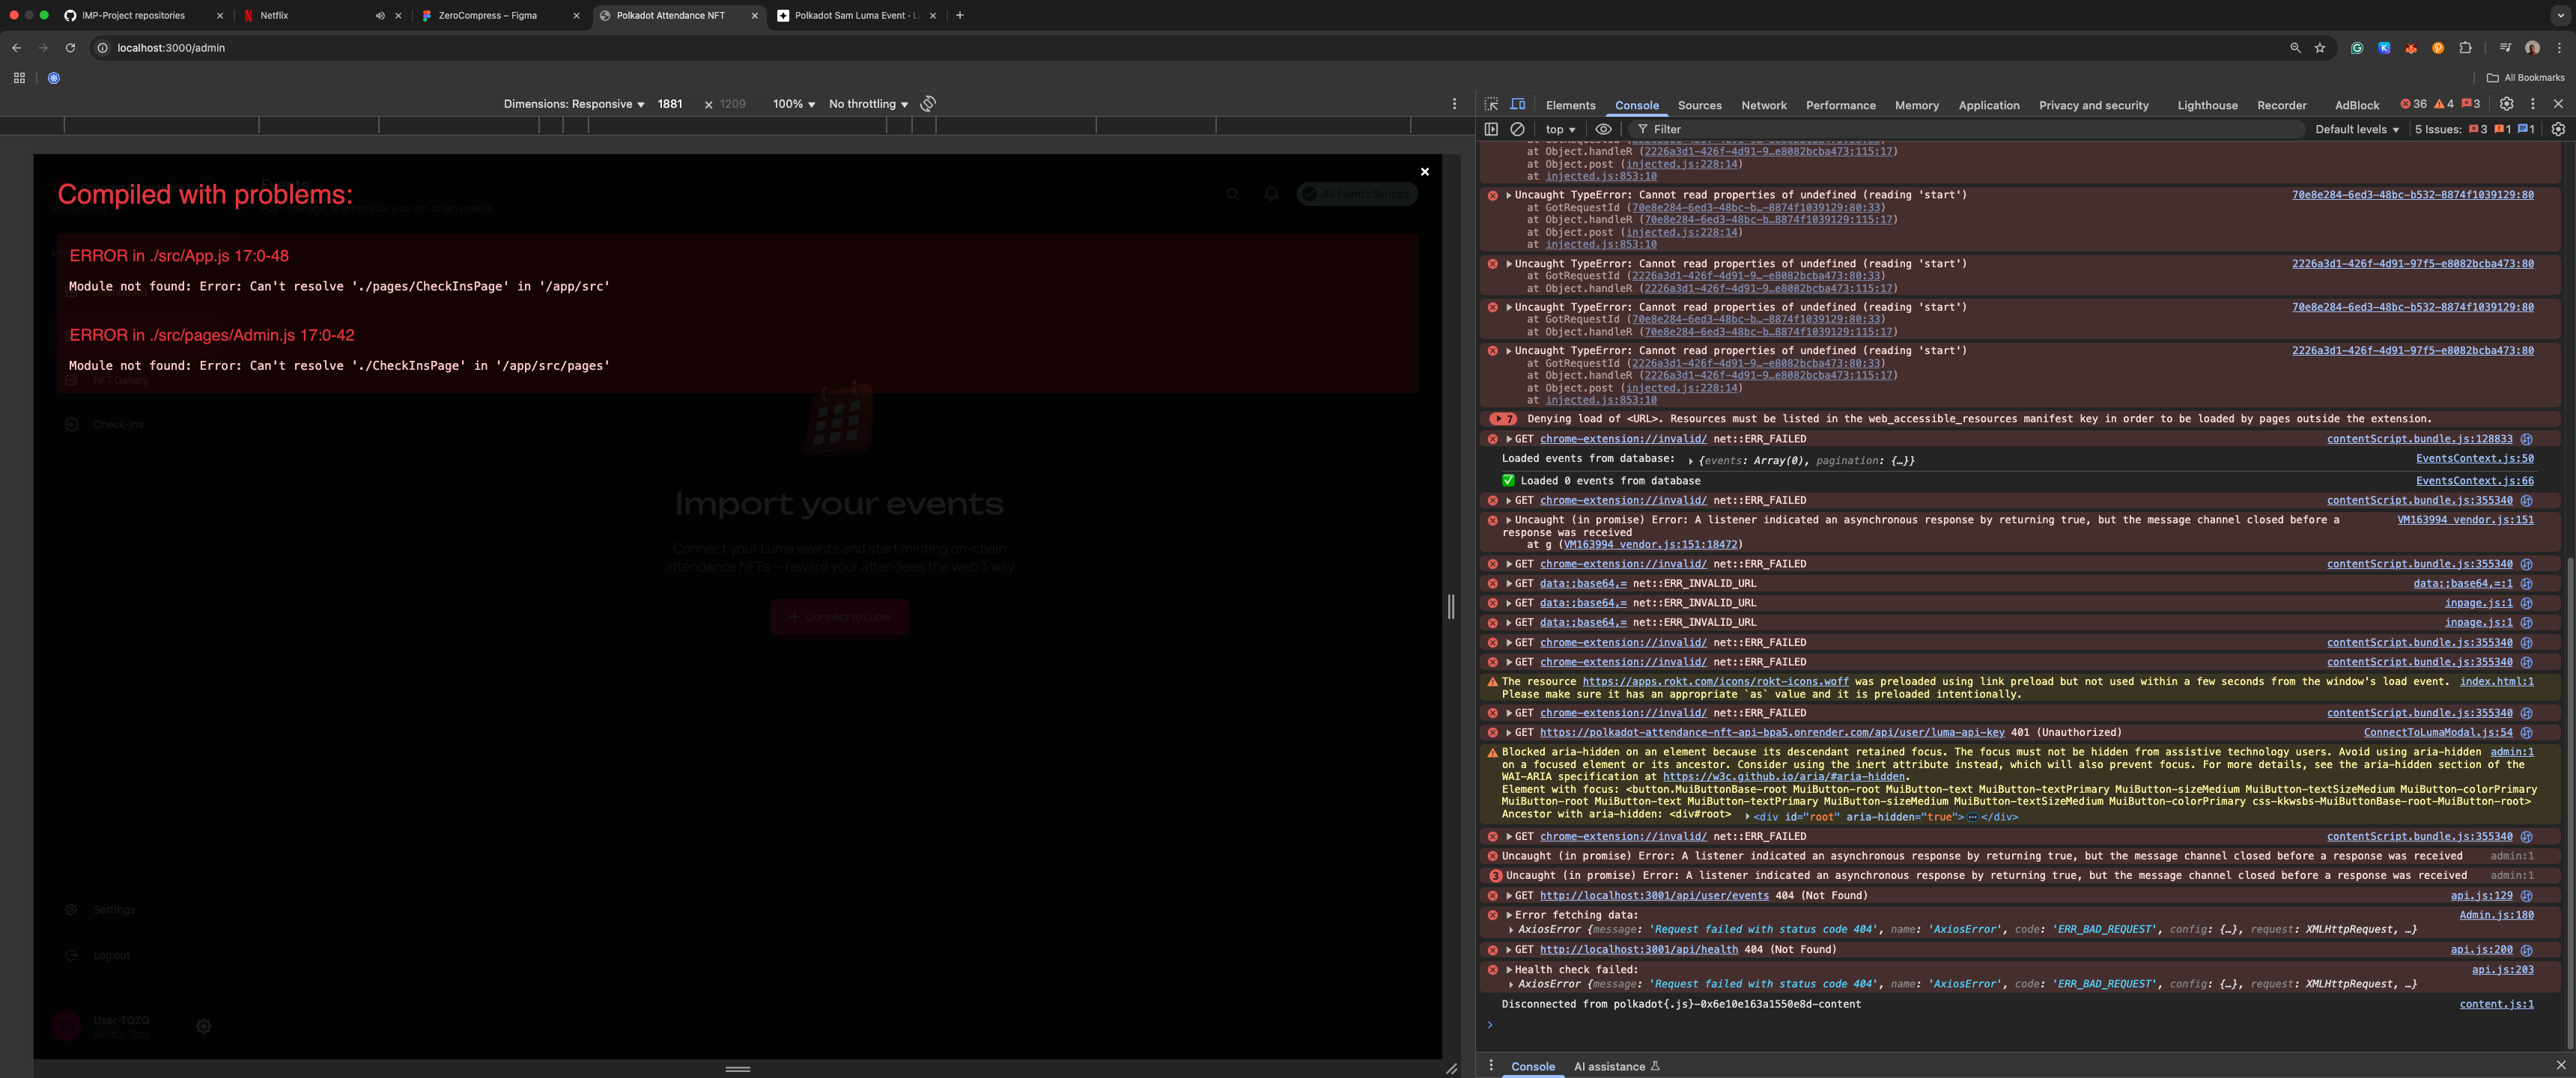 IMP-Project repositories
Netflix
ZeroCompress – Figma
Polkadot Attendance NFT
Polkadot Sam Luma Event ·
localhost:3000/admin
All Bookmarks
Dimensions: Responsive 1881 × 1209 100% No throttling
Elements Console Sources Network Performance Memory Application Privacy and security Lighthouse Recorder AdBlock 36 4 3
top Filter Default levels 5 Issues: 3 1 1
Compiled with problems:
All Events Synced
ERROR in ./src/App.js 17:0-48
Module not found: Error: Can't resolve './pages/CheckInsPage' in '/app/src'
ERROR in ./src/pages/Admin.js 17:0-42
Module not found: Error: Can't resolve './CheckInsPage' in '/app/src/pages'
NFT Gallery
Check-ins
Import your events
Connect your Luma events and start minting on-chain
attendance NFTs — reward your attendees the web 3 way
Connect to Luma
Settings
Log out
User-TQZQ
at Object.handleR (2226a3d1-426f-4d91-9…e8082bcba473:115:17)
at Object.post (injected.js:228:14)
at injected.js:853:10
Uncaught TypeError: Cannot read properties of undefined (reading 'start') 70e8e284-6ed3-48bc-b532-8874f1039129:80
at GotRequestId (70e8e284-6ed3-48bc-b…-8874f1039129:80:33)
at Object.handleR (70e8e284-6ed3-48bc-b…8874f1039129:115:17)
at Object.post (injected.js:228:14)
at injected.js:853:10
Uncaught TypeError: Cannot read properties of undefined (reading 'start') 2226a3d1-426f-4d91-97f5-e8082bcba473:80
at GotRequestId (2226a3d1-426f-4d91-9…-e8082bcba473:80:33)
at Object.handleR (2226a3d1-426f-4d91-9…e8082bcba473:115:17)
Uncaught TypeError: Cannot read properties of undefined (reading 'start') 70e8e284-6ed3-48bc-b532-8874f1039129:80
at GotRequestId (70e8e284-6ed3-48bc-b…-8874f1039129:80:33)
at Object.handleR (70e8e284-6ed3-48bc-b…8874f1039129:115:17)
Uncaught TypeError: Cannot read properties of undefined (reading 'start') 2226a3d1-426f-4d91-97f5-e8082bcba473:80
at GotRequestId (2226a3d1-426f-4d91-9…-e8082bcba473:80:33)
at Object.handleR (2226a3d1-426f-4d91-9…e8082bcba473:115:17)
at Object.post (injected.js:228:14)
at injected.js:853:10
7 Denying load of <URL>. Resources must be listed in the web_accessible_resources manifest key in order to be loaded by pages outside the extension.
GET chrome-extension://invalid/ net::ERR_FAILED contentScript.bundle.js:128833
Loaded events from database: {events: Array(0), pagination: {…}} EventsContext.js:50
✅ Loaded 0 events from database EventsContext.js:66
GET chrome-extension://invalid/ net::ERR_FAILED contentScript.bundle.js:355340
Uncaught (in promise) Error: A listener indicated an asynchronous response by returning true, but the message channel closed before a VM163994 vendor.js:151
response was received
at g (VM163994 vendor.js:151:18472)
GET chrome-extension://invalid/ net::ERR_FAILED contentScript.bundle.js:355340
GET data:;base64,= net::ERR_INVALID_URL data:;base64,=:1
GET data:;base64,= net::ERR_INVALID_URL inpage.js:1
GET data:;base64,= net::ERR_INVALID_URL inpage.js:1
GET chrome-extension://invalid/ net::ERR_FAILED contentScript.bundle.js:355340
GET chrome-extension://invalid/ net::ERR_FAILED contentScript.bundle.js:355340
The resource https://apps.rokt.com/icons/rokt-icons.woff was preloaded using link preload but not used within a few seconds from the window's load event. index.html:1
Please make sure it has an appropriate `as` value and it is preloaded intentionally.
GET chrome-extension://invalid/ net::ERR_FAILED contentScript.bundle.js:355340
GET https://polkadot-attendance-nft-api-bpa5.onrender.com/api/user/luma-api-key 401 (Unauthorized) ConnectToLumaModal.js:54
Blocked aria-hidden on an element because its descendant retained focus. The focus must not be hidden from assistive technology users. Avoid using aria-hidden admin:1
on a focused element or its ancestor. Consider using the inert attribute instead, which will also prevent focus. For more details, see the aria-hidden section of the
WAI-ARIA specification at https://w3c.github.io/aria/#aria-hidden.
Element with focus: <button.MuiButtonBase-root MuiButton-root MuiButton-text MuiButton-textPrimary MuiButton-sizeMedium MuiButton-textSizeMedium MuiButton-colorPrimary
MuiButton-root MuiButton-text MuiButton-textPrimary MuiButton-sizeMedium MuiButton-textSizeMedium MuiButton-colorPrimary css-kkwsbs-MuiButtonBase-root-MuiButton-root>
Ancestor with aria-hidden: <div#root> <div id="root" aria-hidden="true">…</div>
GET chrome-extension://invalid/ net::ERR_FAILED contentScript.bundle.js:355340
Uncaught (in promise) Error: A listener indicated an asynchronous response by returning true, but the message channel closed before a response was received admin:1
3 Uncaught (in promise) Error: A listener indicated an asynchronous response by returning true, but the message channel closed before a response was received admin:1
GET http://localhost:3001/api/user/events 404 (Not Found) api.js:129
Error fetching data: Admin.js:180
AxiosError {message: 'Request failed with status code 404', name: 'AxiosError', code: 'ERR_BAD_REQUEST', config: {…}, request: XMLHttpRequest, …}
GET http://localhost:3001/api/health 404 (Not Found) api.js:200
Health check failed: api.js:203
AxiosError {message: 'Request failed with status code 404', name: 'AxiosError', code: 'ERR_BAD_REQUEST', config: {…}, request: XMLHttpRequest, …}
Disconnected from polkadot{.js}-0x6e10e163a1550e8d-content content.js:1
Console AI assistance